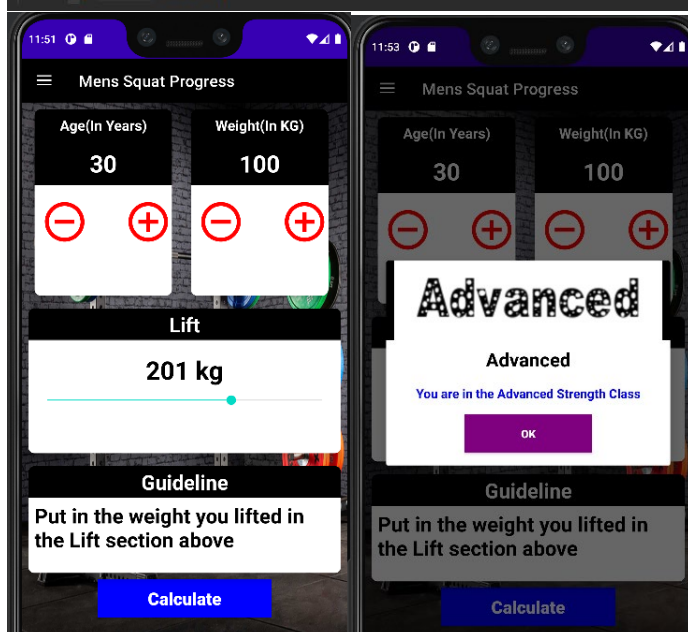 11:51
Mens Squat Progress
Age(In Years)
30
Weight(In KG)
100
Lift
201 kg
Guideline
Put in the weight you lifted in
the Lift section above
Calculate
11:53
Mens Squat Progress
Age(In Years)
30
Weight(In KG)
100
Advanced
Advanced
You are in the Advanced Strength Class
OK
Guideline
Put in the weight you lifted in
the Lift section above
Calculate